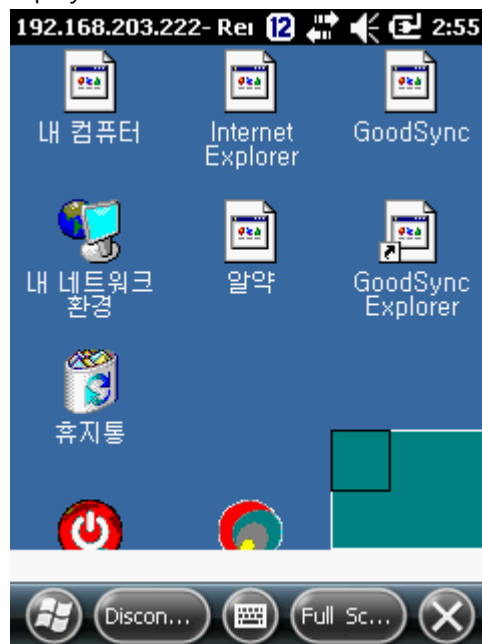 192.168.203.222- Rei 12 2:55
내 컴퓨터
Internet
Explorer
GoodSync
내 네트워크
환경
알약
GoodSync
Explorer
휴지통
Discon...
Full Sc...